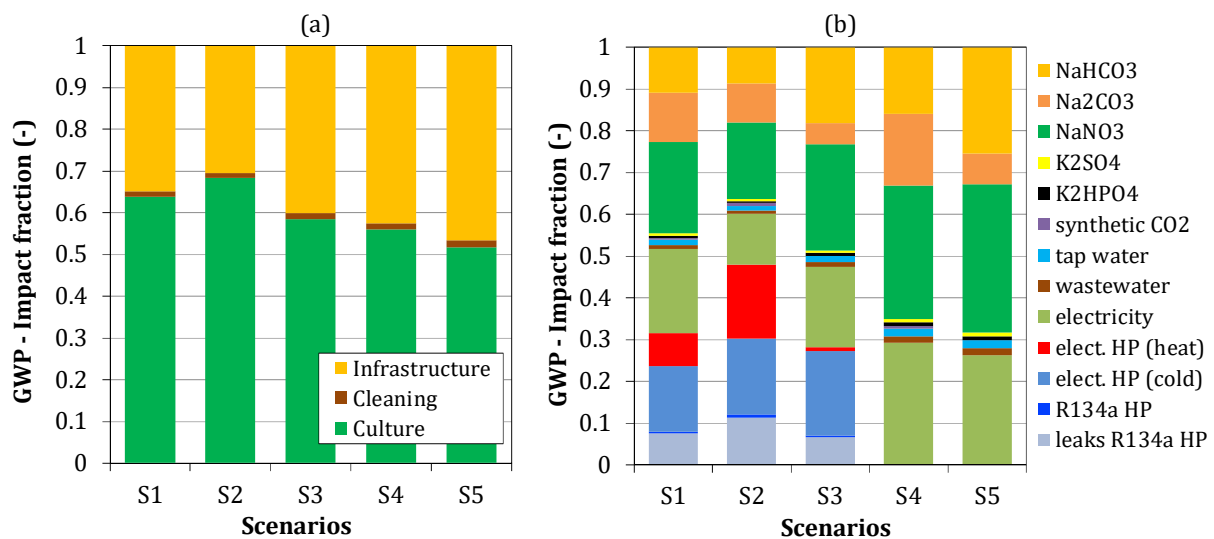 (a)
GWP - Impact fraction (-)
1
0.9
0.8
0.7
0.6
0.5
0.4
0.3
0.2
0.1
0
Infrastructure
Cleaning
Culture
S1 S2 S3 S4 S5
Scenarios
(b)
GWP - Impact fraction (-)
1
0.9
0.8
0.7
0.6
0.5
0.4
0.3
0.2
0.1
0
S1 S2 S3 S4 S5
Scenarios
NaHCO3
Na2CO3
NaNO3
K2SO4
K2HPO4
synthetic CO2
tap water
wastewater
electricity
elect. HP (heat)
elect. HP (cold)
R134a HP
leaks R134a HP